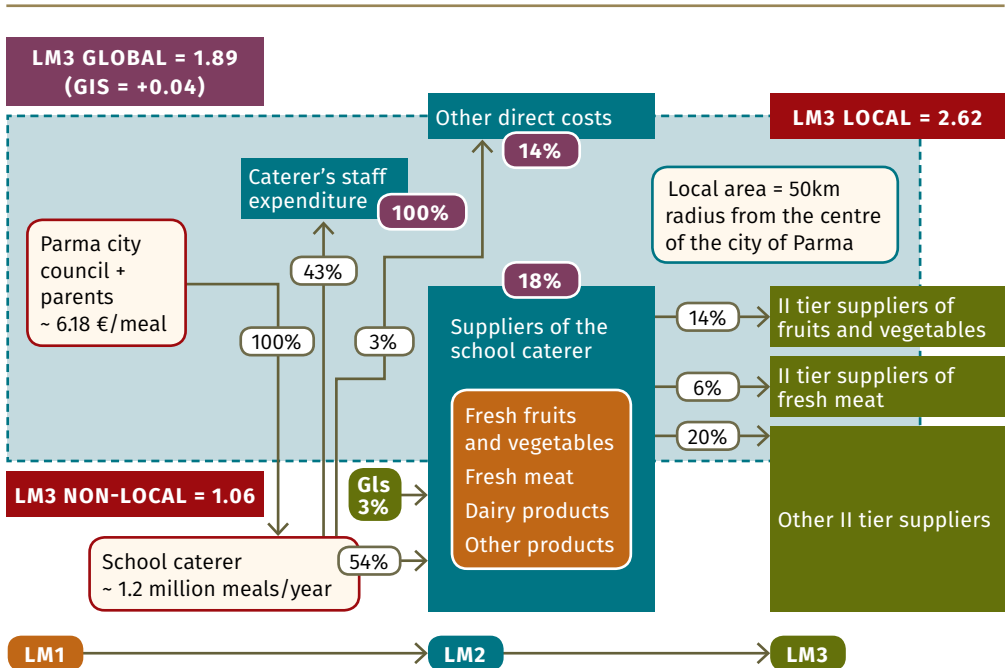 LM3 GLOBAL = 1.89
(GIS = +0.04)
Other direct costs
14%
LM3 LOCAL = 2.62
Caterer's staff
expenditure
100%
Local area = 50km
radius from the centre
of the city of Parma
Parma city
council +
parents
~ 6.18 €/meal
43%
100%
3%
18%
Suppliers of the
school caterer
14%
II tier suppliers of
fruits and vegetables
6%
II tier suppliers of
fresh meat
20%
Fresh fruits
and vegetables
Fresh meat
Dairy products
Other products
Other II tier suppliers
LM3 NON-LOCAL = 1.06
GIs
3%
School caterer
~ 1.2 million meals/year
54%
LM1
LM2
LM3